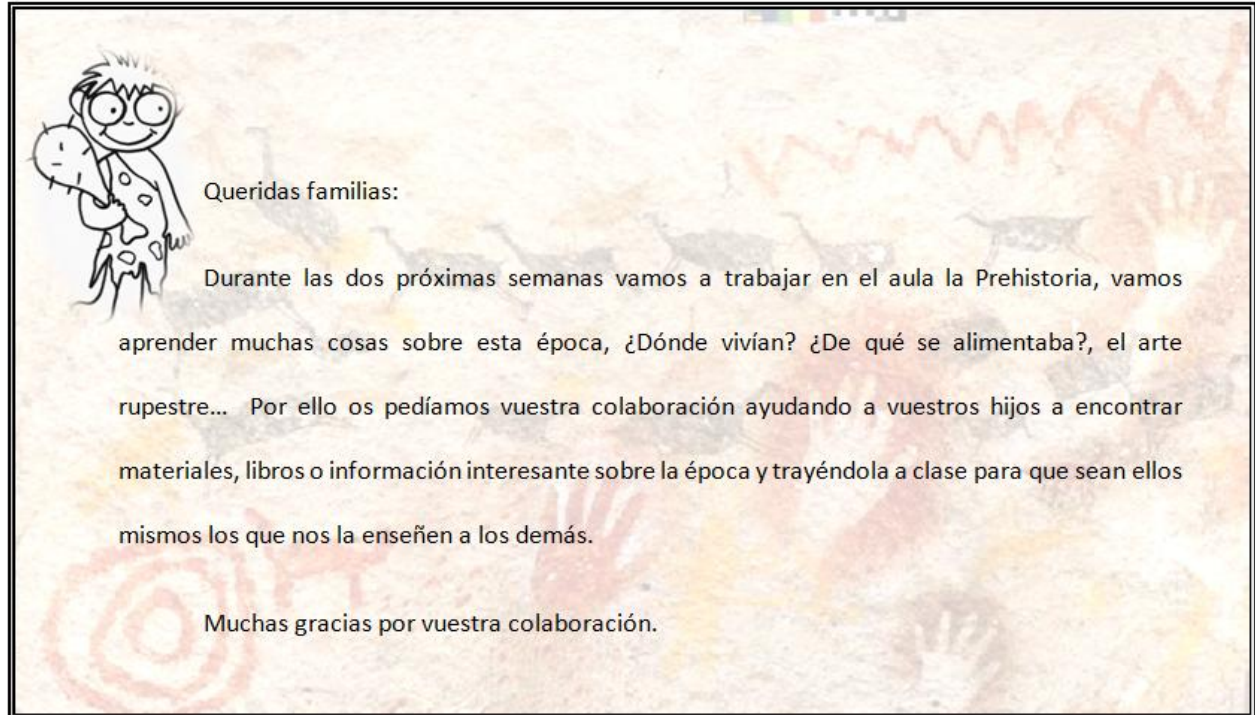 Queridas familias:
Durante las dos próximas semanas vamos a trabajar en el aula la Prehistoria, vamos
aprender muchas cosas sobre esta época, ¿Dónde vivían? ¿De qué se alimentaba?, el arte
rupestre... Por ello os pedíamos vuestra colaboración ayudando a vuestros hijos a encontrar
materiales, libros o información interesante sobre la época y trayéndola a clase para que sean ellos
mismos los que nos la enseñen a los demás.
Muchas gracias por vuestra colaboración.